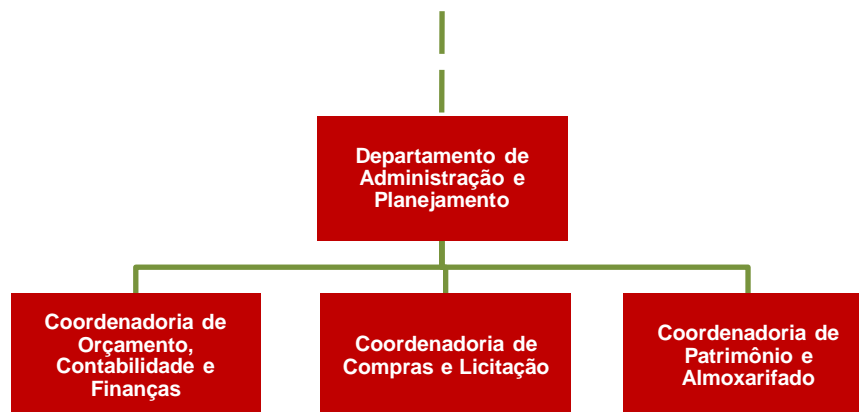 Departamento de
Administração e
Planejamento
Coordenadoria de
Orçamento,
Contabilidade e
Finanças
Coordenadoria de
Compras e Licitação
Coordenadoria de
Patrimônio e
Almoxarifado